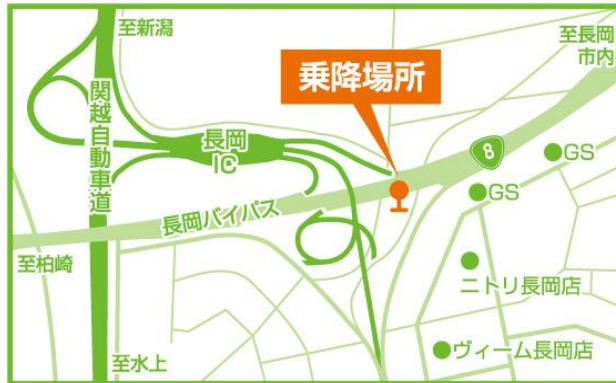 至新潟
至長岡
市内
乗降場所
関越自動車道
長岡
IC
8
GS
GS
長岡バイパス
至柏崎
ニトリ長岡店
至水上
ヴィーム長岡店